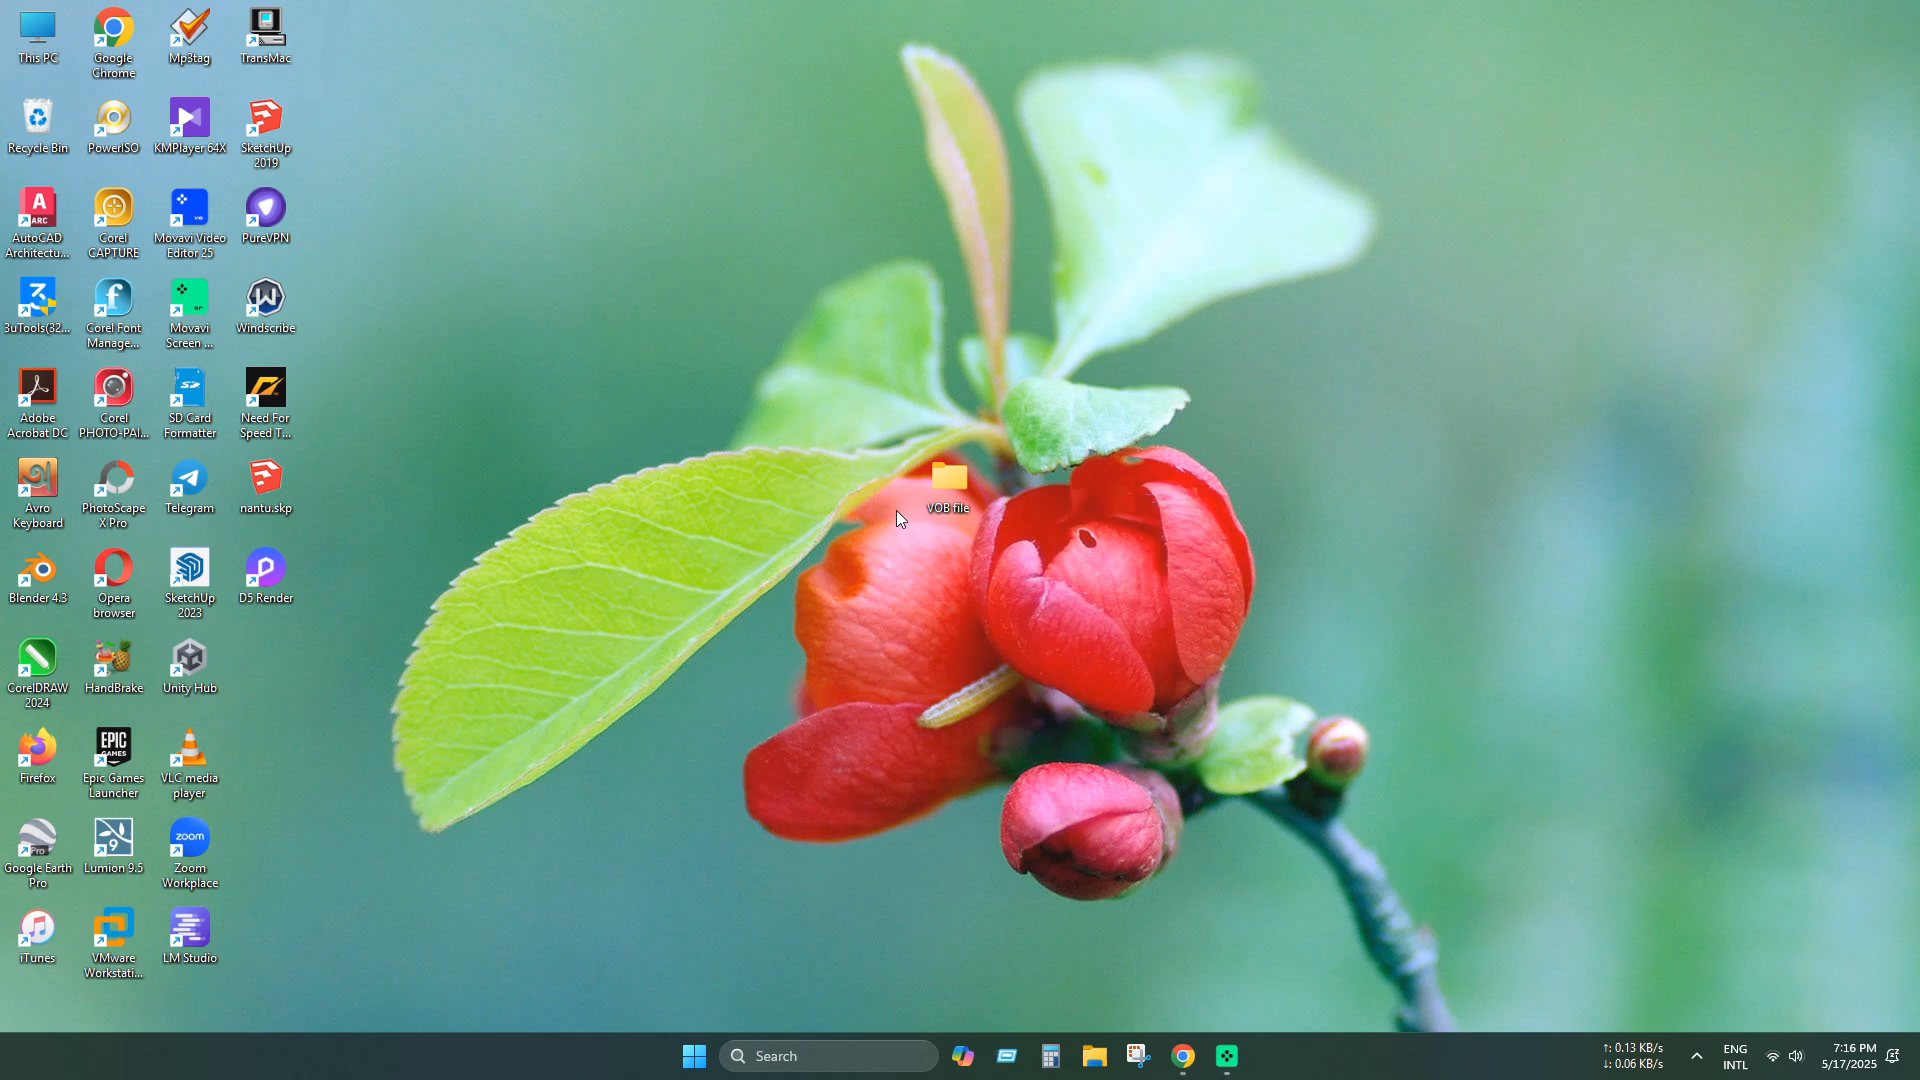 This PC
Google
Chrome
Mp3tag
TransMac
Recycle Bin
PowerISO
KMPlayer 64X
SketchUp
2019
AutoCAD
Architectu...
Corel
CAPTURE
Movavi Video
Editor 25
PureVPN
3uTools(32...
Corel Font
Manage...
Movavi
Screen ...
Windscribe
Adobe
Acrobat DC
Corel
PHOTO-PAI...
SD Card
Formatter
Need For
Speed T...
Avro
Keyboard
PhotoScape
X Pro
Telegram
nantu.skp
VOB file
Blender 4.3
Opera
browser
SketchUp
2023
D5 Render
CorelDRAW
2024
HandBrake
Unity Hub
Firefox
Epic Games
Launcher
VLC media
player
Google Earth
Pro
Lumion 9.5
Zoom
Workplace
iTunes
VMware
Workstati...
LM Studio
Search
↑: 0.13 KB/s
↓: 0.06 KB/s
ENG
INTL
7:16 PM
5/17/2025